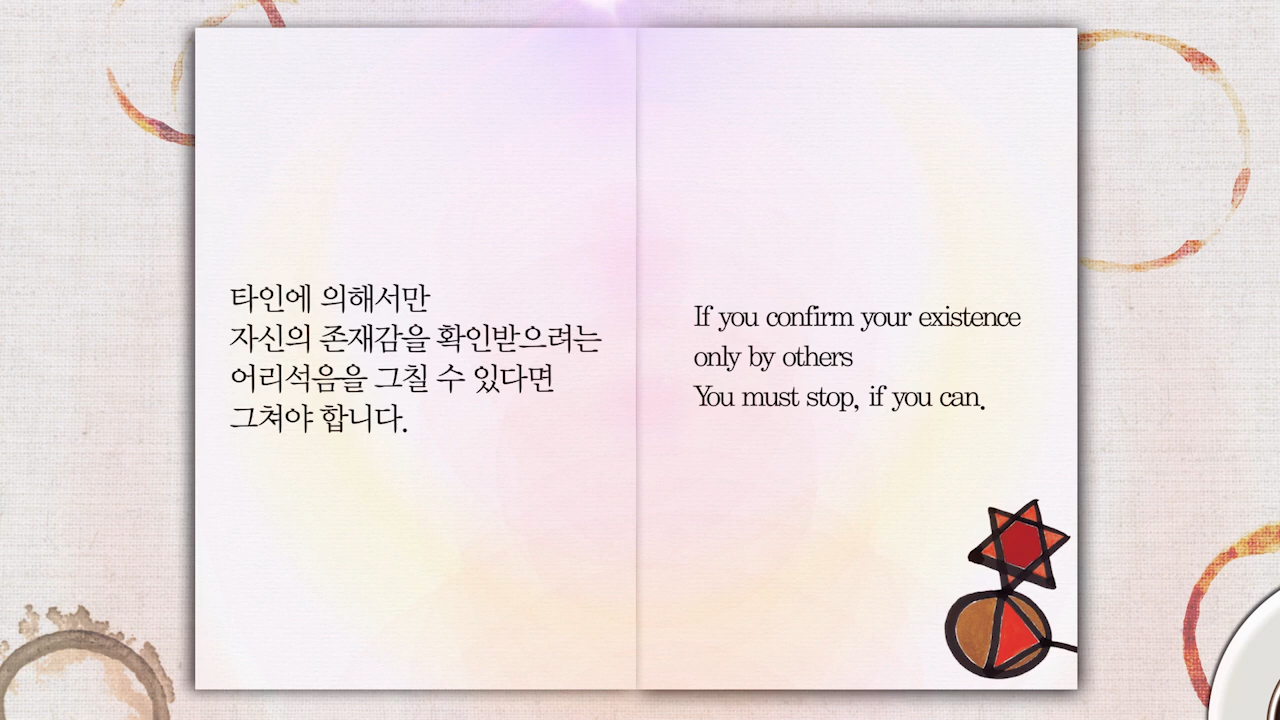 타인에 의해서만
자신의 존재감을 확인받으려는
어리석음을 그칠 수 있다면
그쳐야 합니다.
If you confirm your existence
only by others
You must stop, if you can.